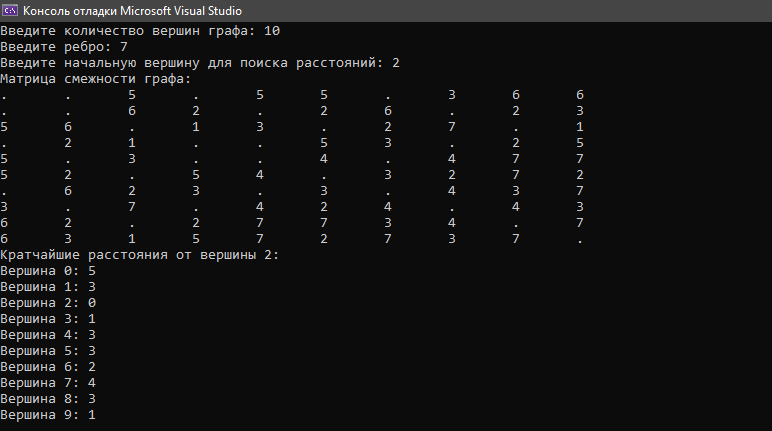 Консоль отладки Microsoft Visual Studio
Введите количество вершин графа: 10
Введите ребро: 7
Введите начальную вершину для поиска расстояний: 2
Матрица смежности графа:
. . 5 . 5 5 . 3 6 6
. . 6 2 . 2 6 . 2 3
5 6 . 1 3 . 2 7 . 1
. 2 1 . . 5 3 . 2 5
5 . 3 . . 4 . 4 7 7
5 2 . 5 4 . 3 2 7 2
. 6 2 3 . 3 . 4 3 7
3 . 7 . 4 2 4 . 4 3
6 2 . 2 7 7 3 4 . 7
6 3 1 5 7 2 7 3 7 .
Кратчайшие расстояния от вершины 2:
Вершина 0: 5
Вершина 1: 3
Вершина 2: 0
Вершина 3: 1
Вершина 4: 3
Вершина 5: 3
Вершина 6: 2
Вершина 7: 4
Вершина 8: 3
Вершина 9: 1